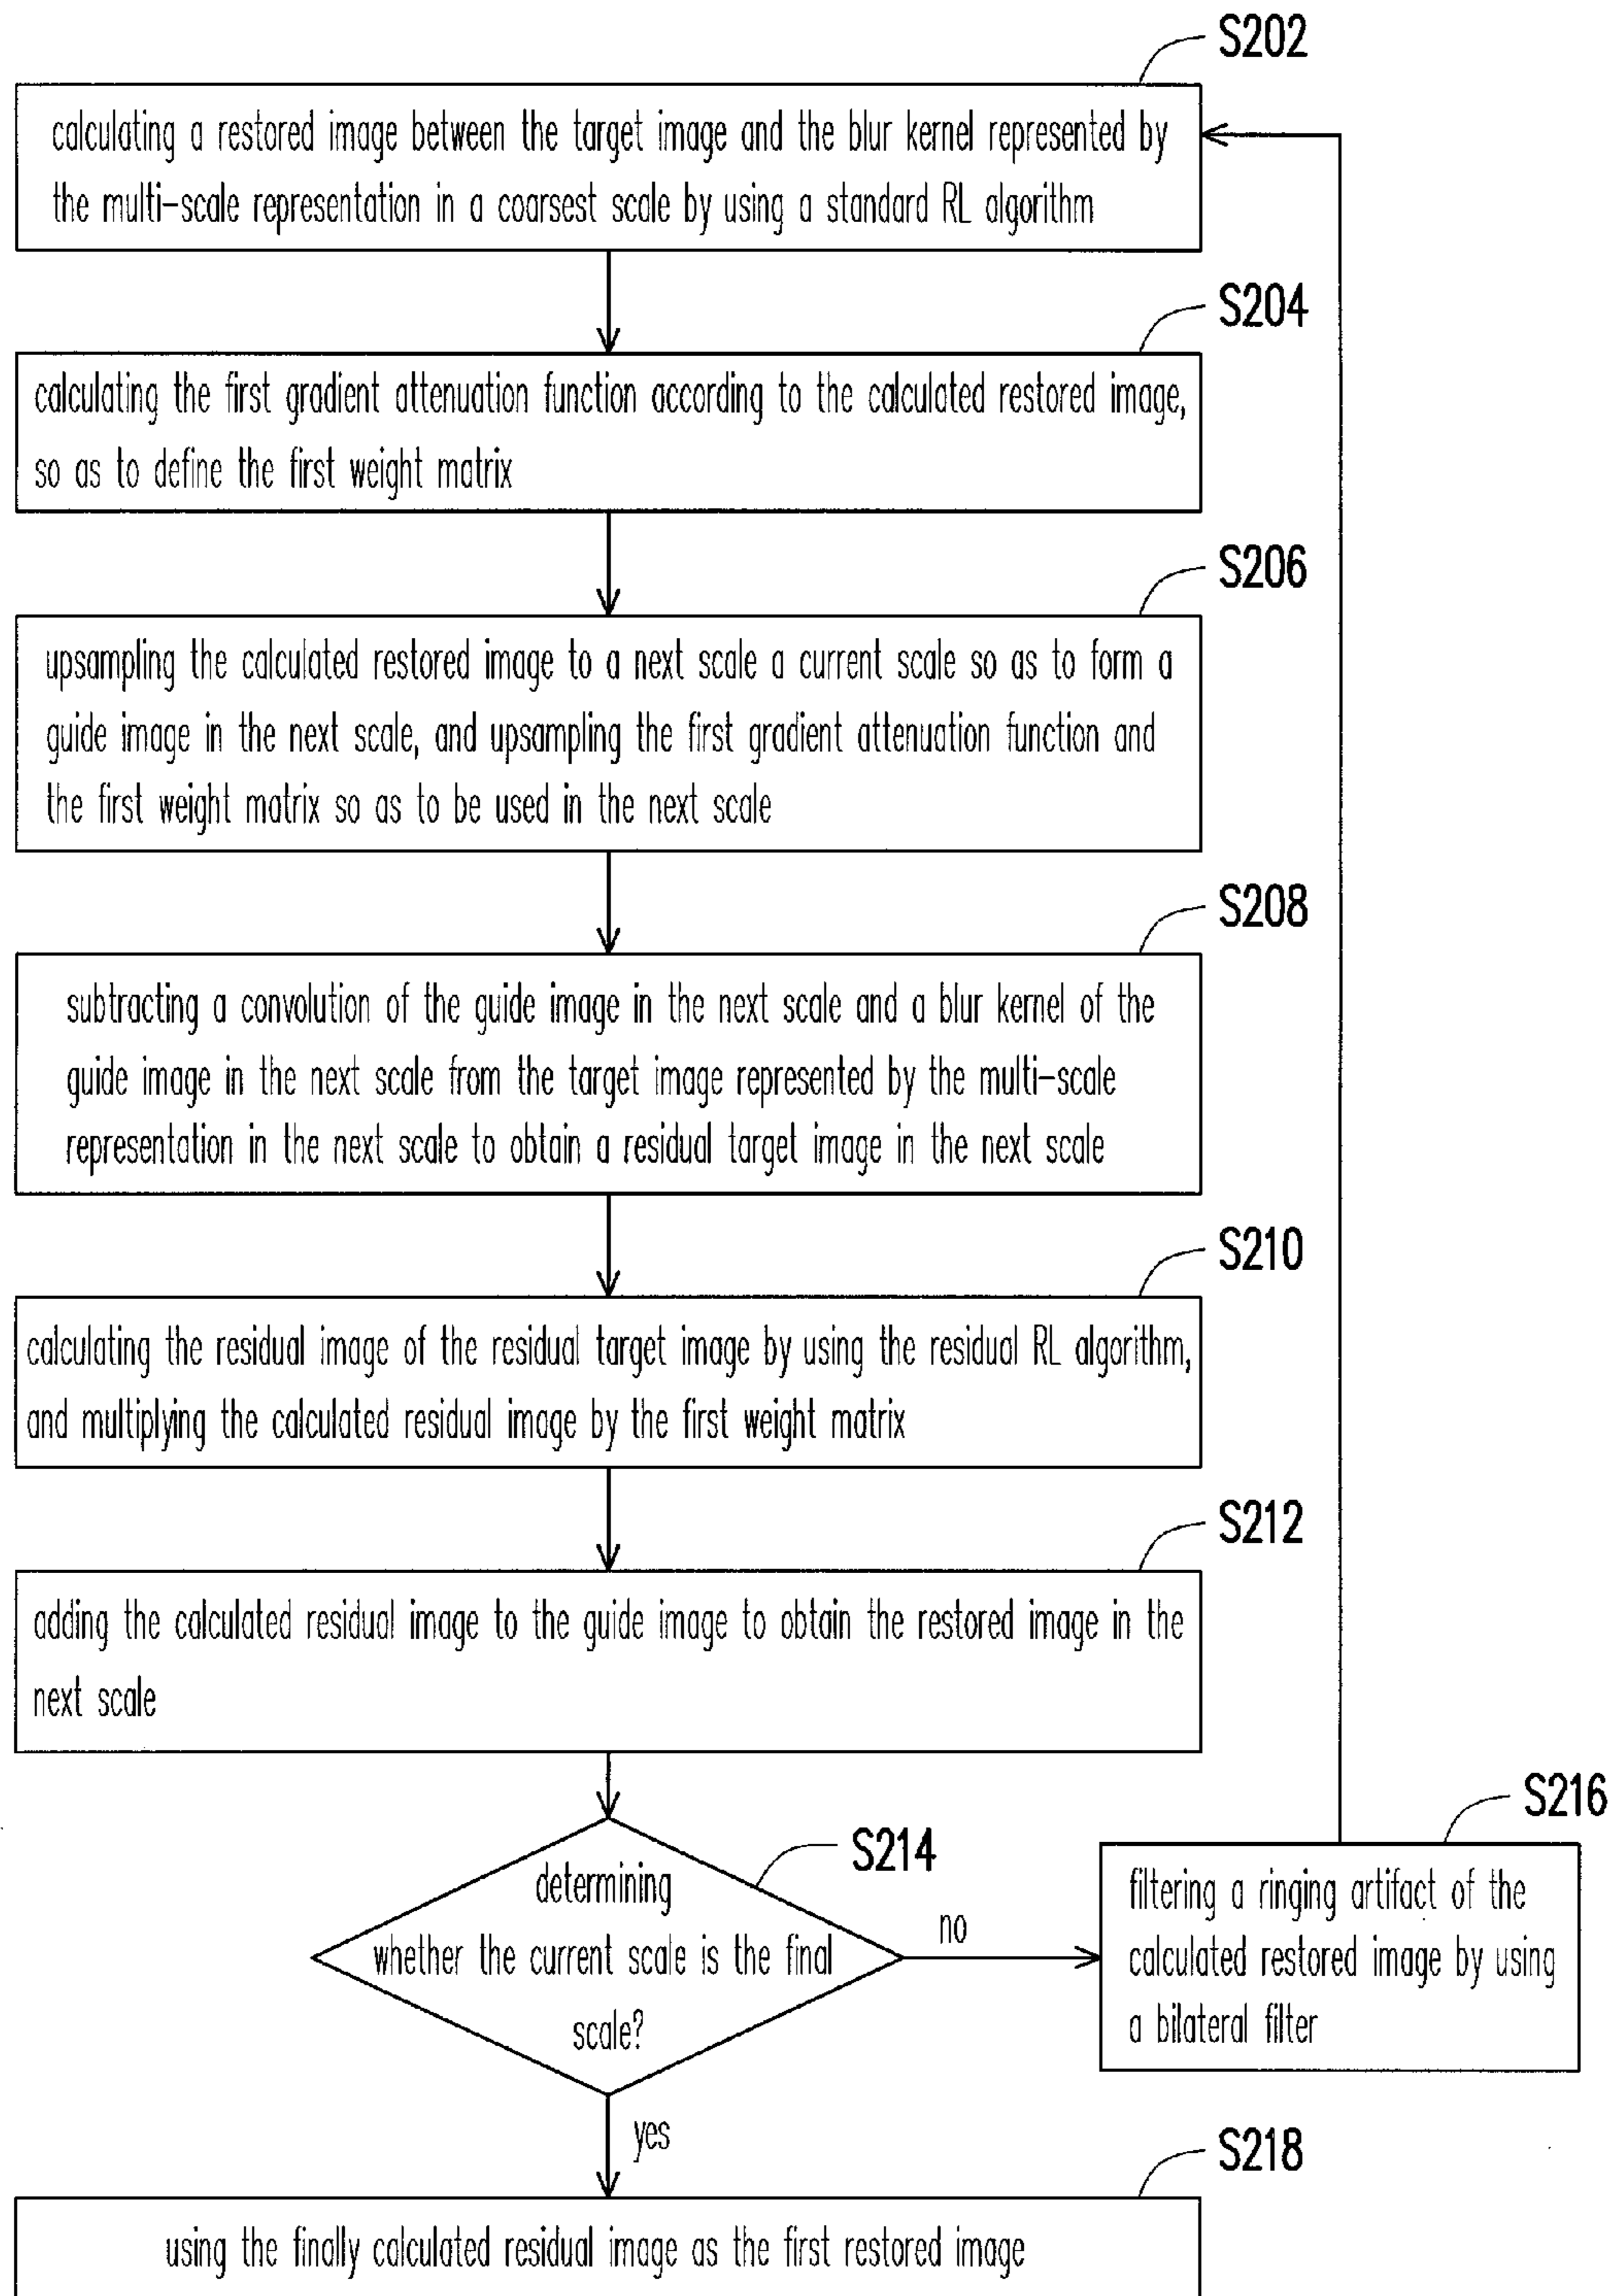 S202
calculating a restored image between the target image and the blur kernel represented by
the multi-scale representation in a coarsest scale by using a standard RL algorithm
S204
calculating the first gradient attenuation function according to the calculated restored image,
so as to define the first weight matrix
S206
upsampling the calculated restored image to a next scale a current scale so as to form a
guide image in the next scale, and upsampling the first gradient attenuation function and
the first weight matrix so as to be used in the next scale
S208
subtracting a convolution of the guide image in the next scale and a blur kernel of the
guide image in the next scale from the target image represented by the multi-scale
representation in the next scale to obtain a residual target image in the next scale
S210
calculating the residual image of the residual target image by using the residual RL algorithm,
and multiplying the calculated residual image by the first weight matrix
S212
adding the calculated residual image to the guide image to obtain the restored image in the
next scale
S214
determining
whether the current scale is the final
scale?
no
S216
filtering a ringing artifact of the
calculated restored image by using
a bilateral filter
yes
S218
using the finally calculated residual image as the first restored image